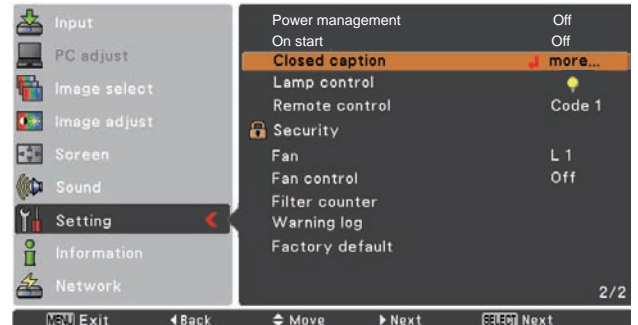 Input
PC adjust
Image select
Image adjust
Screen
Sound
Setting
Information
Network
Power management Off
On start Off
Closed caption more...
Lamp control
Remote control Code 1
Security
Fan L 1
Fan control Off
Filter counter
Warning log
Factory default
2/2
MENU Exit Back Move Next SELECT Next